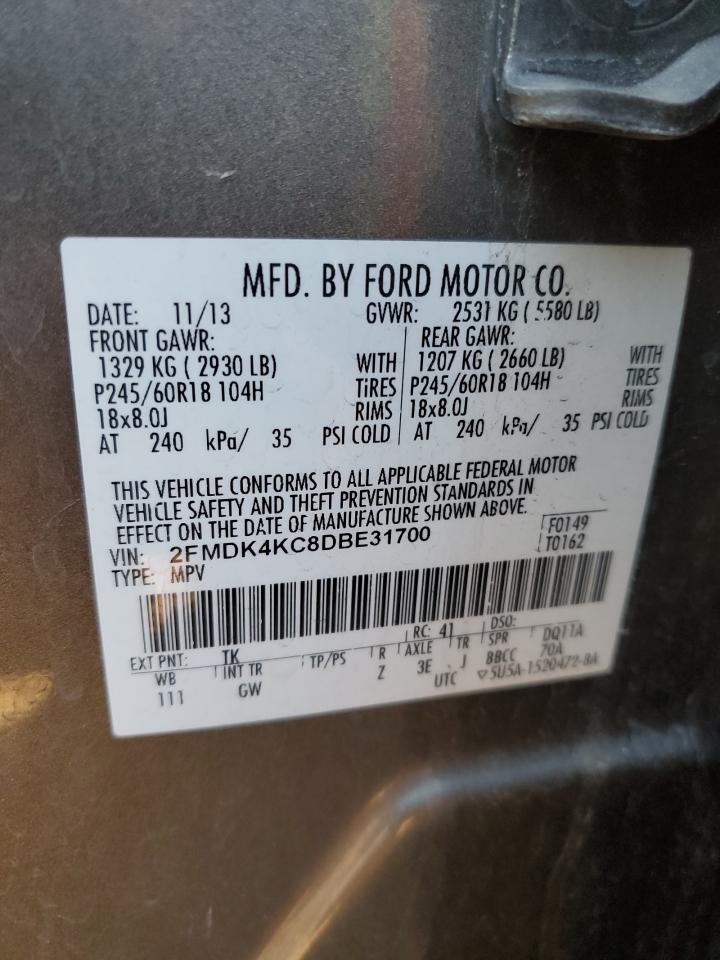 MFD. BY FORD MOTOR CO.
DATE: 11/13 GVWR: 2531 KG ( 5580 LB)
FRONT GAWR: REAR GAWR:
1329 KG ( 2930 LB) WITH 1207 KG ( 2660 LB) WITH
P245/60R18 104H TIRES P245/60R18 104H TIRES
18x8.0J RIMS 18x8.0J RIMS
AT 240 kPa/ 35 PSI COLD AT 240 kPa/ 35 PSI COLD
THIS VEHICLE CONFORMS TO ALL APPLICABLE FEDERAL MOTOR
VEHICLE SAFETY AND THEFT PREVENTION STANDARDS IN
EFFECT ON THE DATE OF MANUFACTURE SHOWN ABOVE.
F0149
VIN: 2FMDK4KC8DBE31700 T0162
TYPE: MPV
EXT PNT: TK RC: 41 DSO:
WB INT TR TP/PS R AXLE TR SPR DQ11A
111 GW Z 3E J BBCC 70A
UTC ▽5U5A-1520472-BA